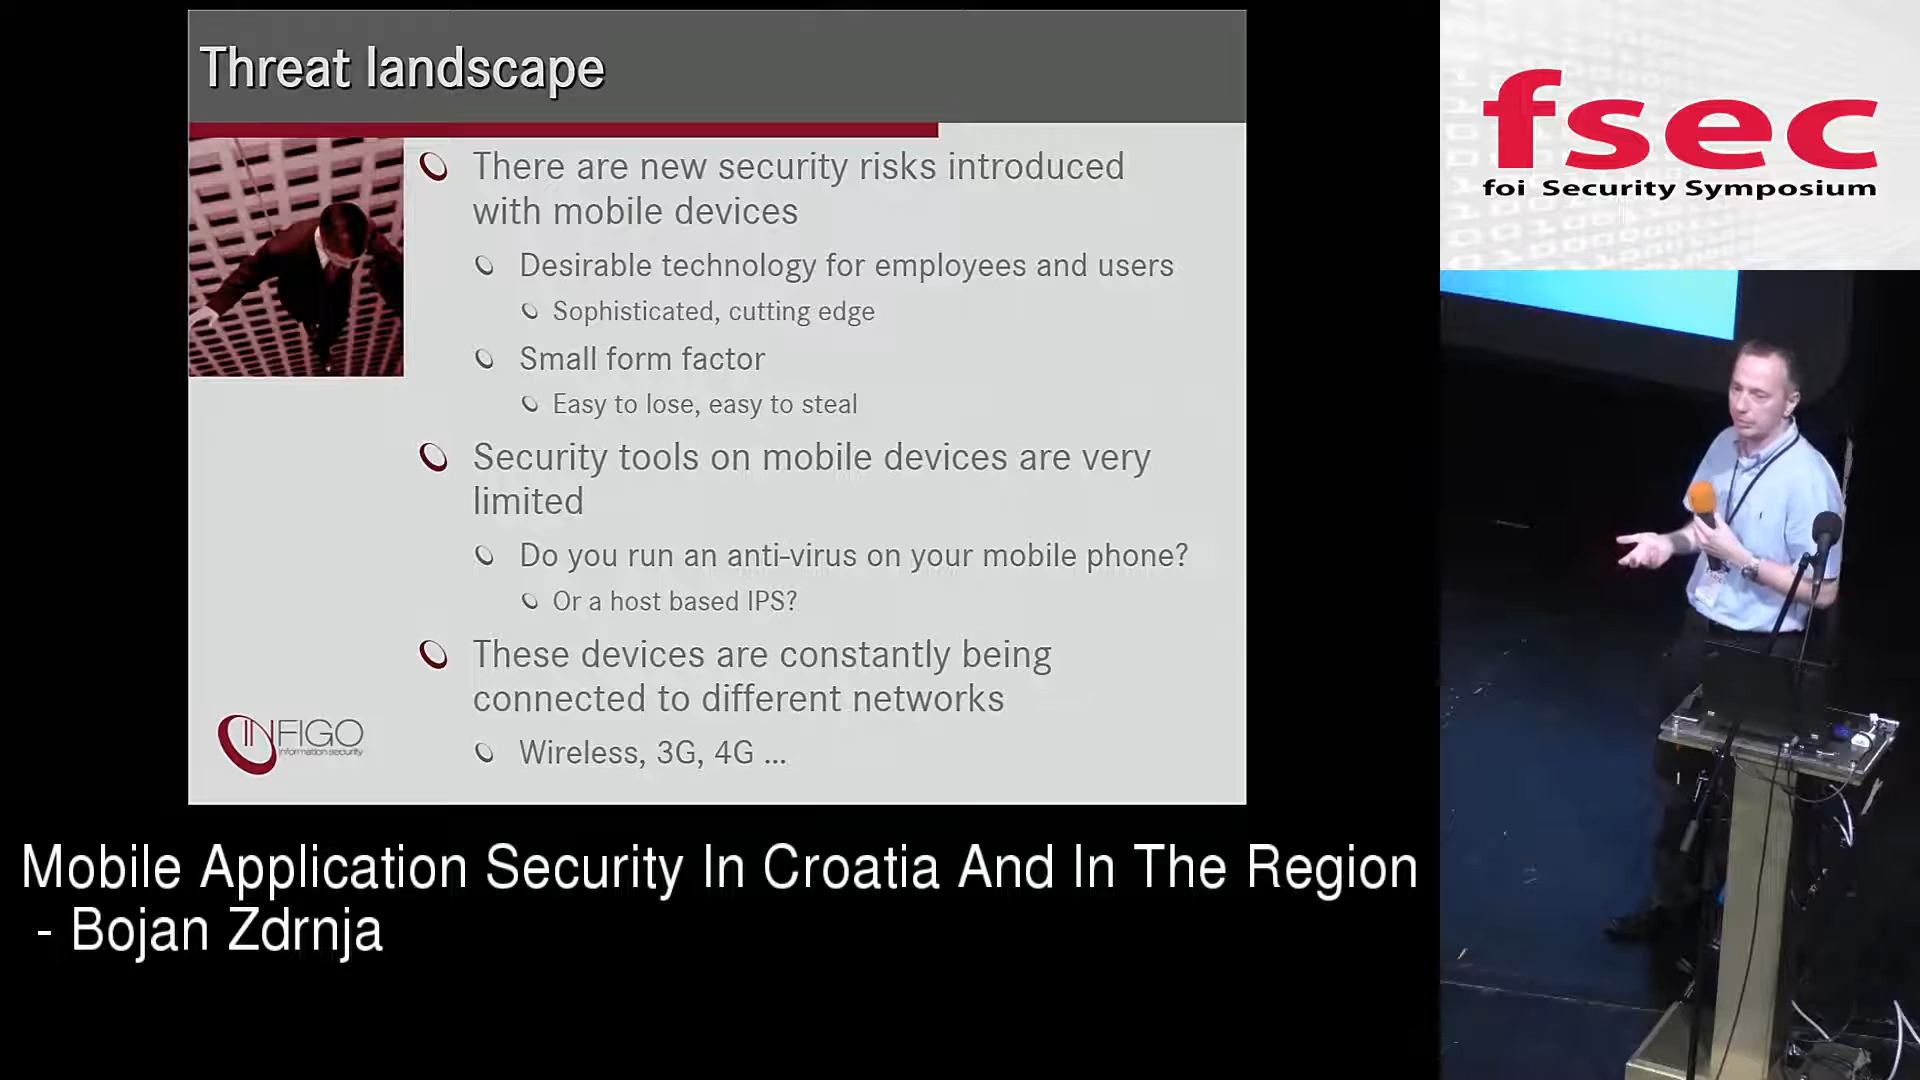 Threat landscape
There are new security risks introduced
with mobile devices
Desirable technology for employees and users
Sophisticated, cutting edge
Small form factor
Easy to lose, easy to steal
Security tools on mobile devices are very
limited
Do you run an anti-virus on your mobile phone?
Or a host based IPS?
These devices are constantly being
connected to different networks
Wireless, 3G, 4G ...
INFIGO
information security
fsec
foi Security Symposium
Mobile Application Security In Croatia And In The Region
- Bojan Zdrnja